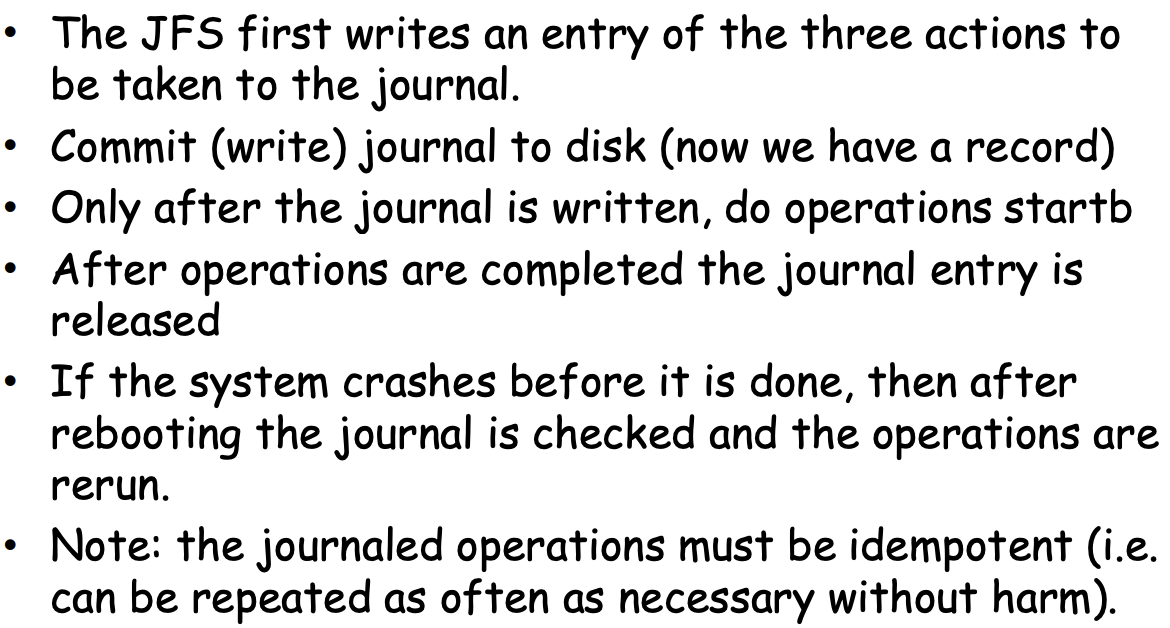 • The JFS first writes an entry of the three actions to
be taken to the journal.
• Commit (write) journal to disk (now we have a record)
• Only after the journal is written, do operations startb
• After operations are completed the journal entry is
released
• If the system crashes before it is done, then after
rebooting the journal is checked and the operations are
rerun.
• Note: the journaled operations must be idempotent (i.e.
can be repeated as often as necessary without harm).